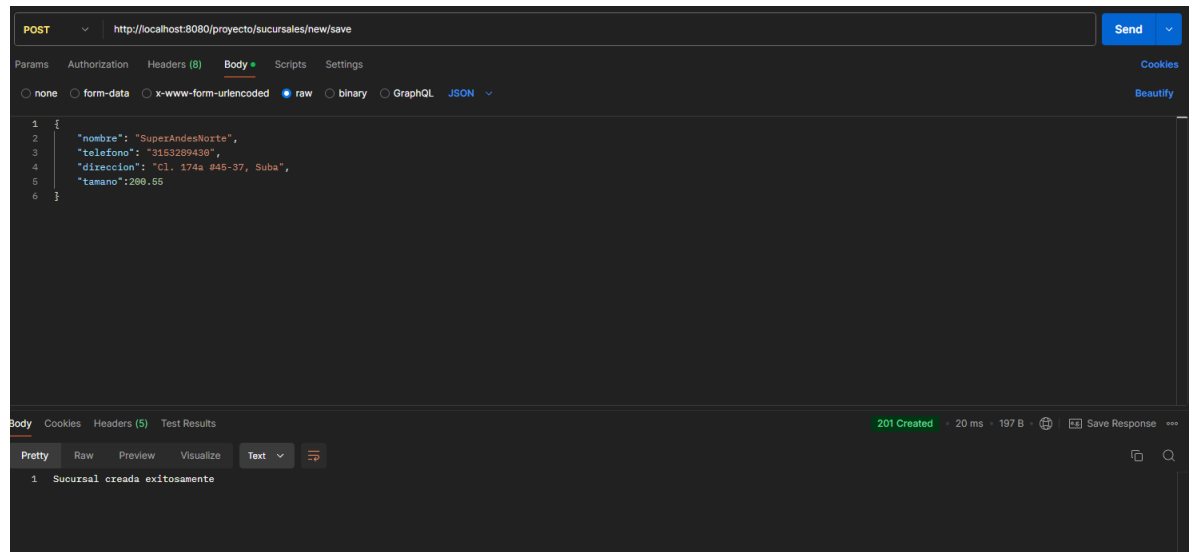 POST http://localhost:8080/proyecto/sucursales/new/save Send
Params Authorization Headers (8) Body Scripts Settings Cookies
none form-data x-www-form-urlencoded raw binary GraphQL JSON Beautify
1 {
2 "nombre": "SuperAndesNorte",
3 "telefono": "3153289430",
4 "direccion": "Cl. 174a #45-37, Suba",
5 "tamano":200.55
6 }
Body Cookies Headers (5) Test Results 201 Created 20 ms 197 B Save Response
Pretty Raw Preview Visualize Text
1 Sucursal creada exitosamente